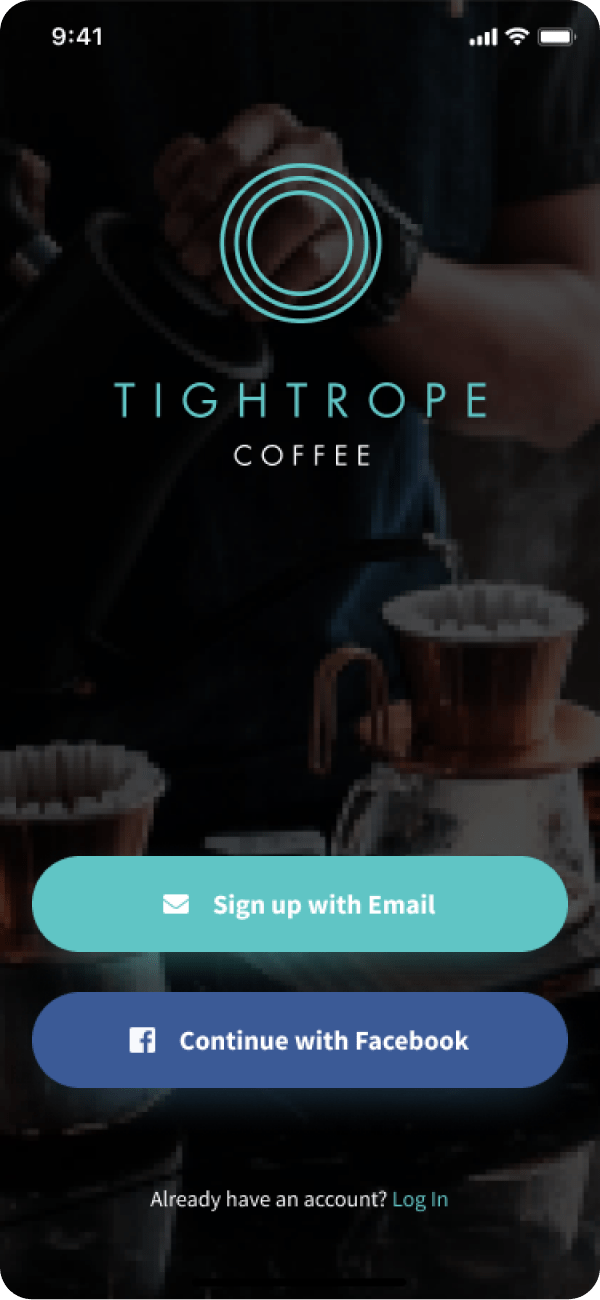 9:41
TIGHTROPE
COFFEE
Sign up with Email
Continue with Facebook
Already have an account? Log In